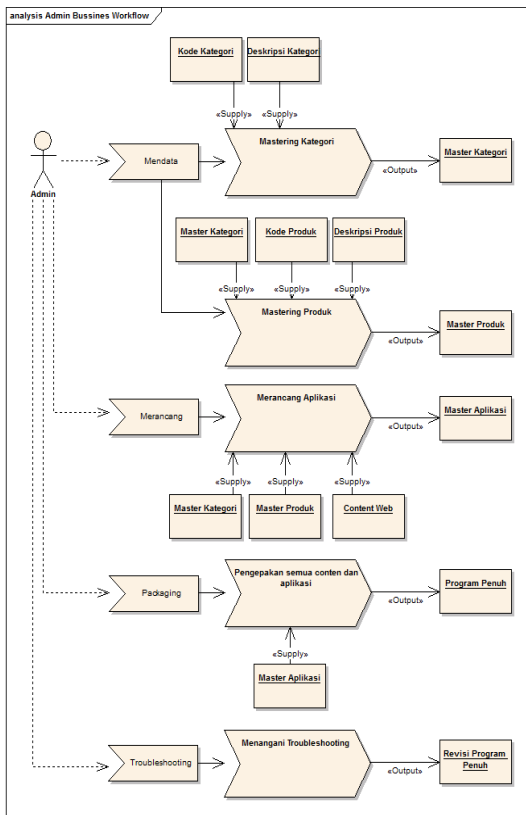 analysis Admin Bussines Workflow
Kode Kategori
Deskripsi Kategori
«Supply»
«Supply»
Admin
Mendata
Mastering Kategori
«Output»
Master Kategori
Master Kategori
Kode Produk
Deskripsi Produk
«Supply»
«Supply»
«Supply»
Mastering Produk
«Output»
Master Produk
Merancang
Merancang Aplikasi
«Output»
Master Aplikasi
«Supply»
«Supply»
«Supply»
Master Kategori
Master Produk
Content Web
Packaging
Pengepakan semua conten dan
aplikasi
«Output»
Program Penuh
«Supply»
Master Aplikasi
Troubleshooting
Menangani Troubleshooting
«Output»
Revisi Program
Penuh